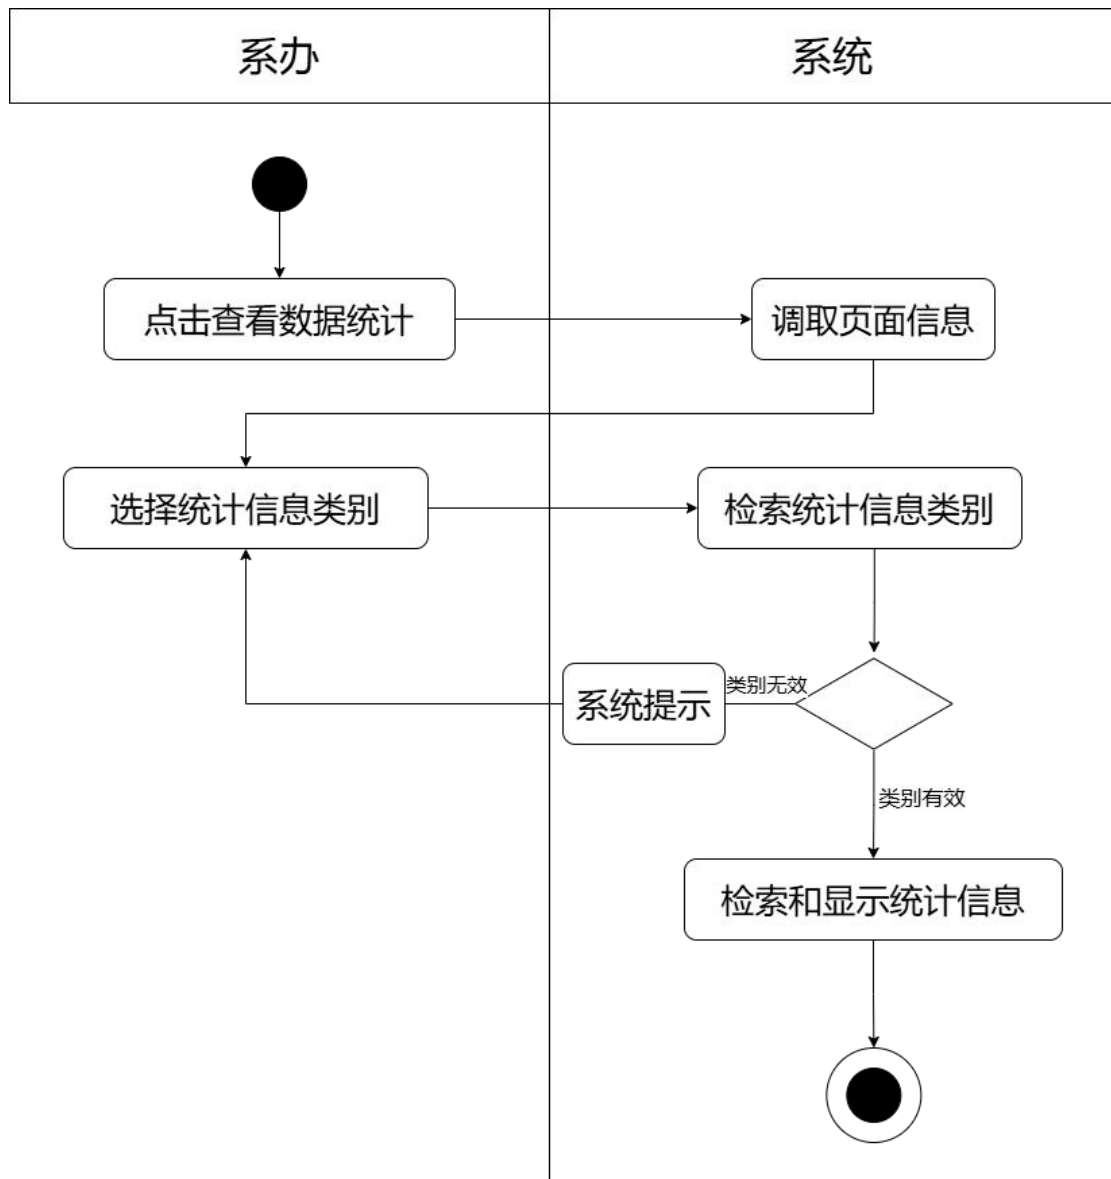 系办
系统
点击查看数据统计
调取页面信息
选择统计信息类别
检索统计信息类别
系统提示
类别无效
类别有效
检索和显示统计信息